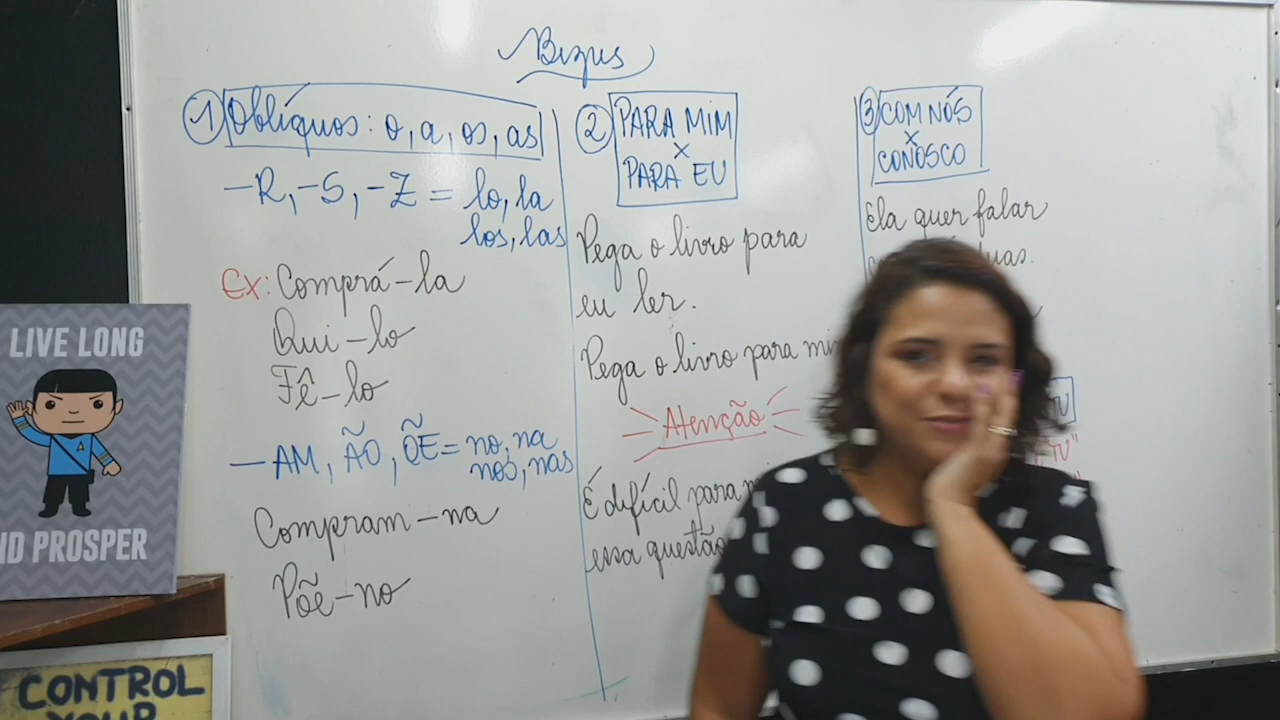 Bizus
① Oblíquos: o, a, os, as
-R, -S, -Z = lo, la
los, las
Ex: Comprá-la
Qui-lo
Fê-lo
-AM, ÃO, ÕE = no, na
nos, nas
Compram-na
Põe-no
② PARA MIM
×
PARA EU
Pega o livro para
eu ler.
Pega o livro para mim
Atenção
É difícil para
essa questão
③ COM NÓS
×
CONOSCO
Ela quer falar
duas.
LIVE LONG
ND PROSPER
CONTROL
YOUR